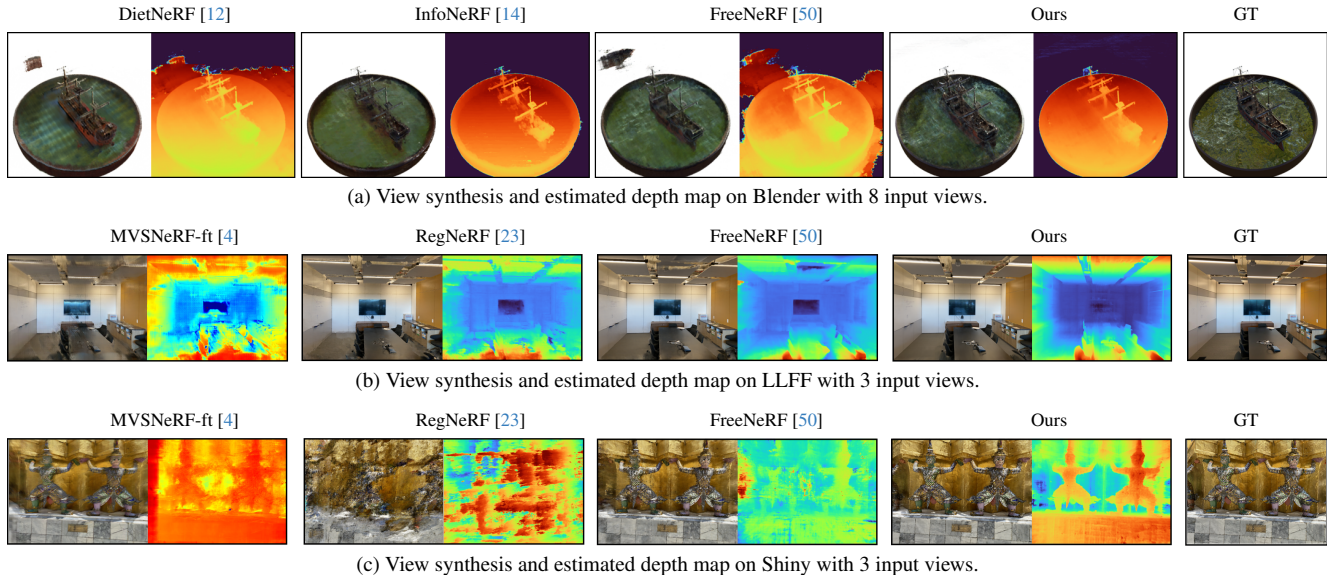 DietNeRF [12] InfoNeRF [14] FreeNeRF [50] Ours GT
(a) View synthesis and estimated depth map on Blender with 8 input views.
MVSNeRF-ft [4] RegNeRF [23] FreeNeRF [50] Ours GT
(b) View synthesis and estimated depth map on LLFF with 3 input views.
MVSNeRF-ft [4] RegNeRF [23] FreeNeRF [50] Ours GT
(c) View synthesis and estimated depth map on Shiny with 3 input views.